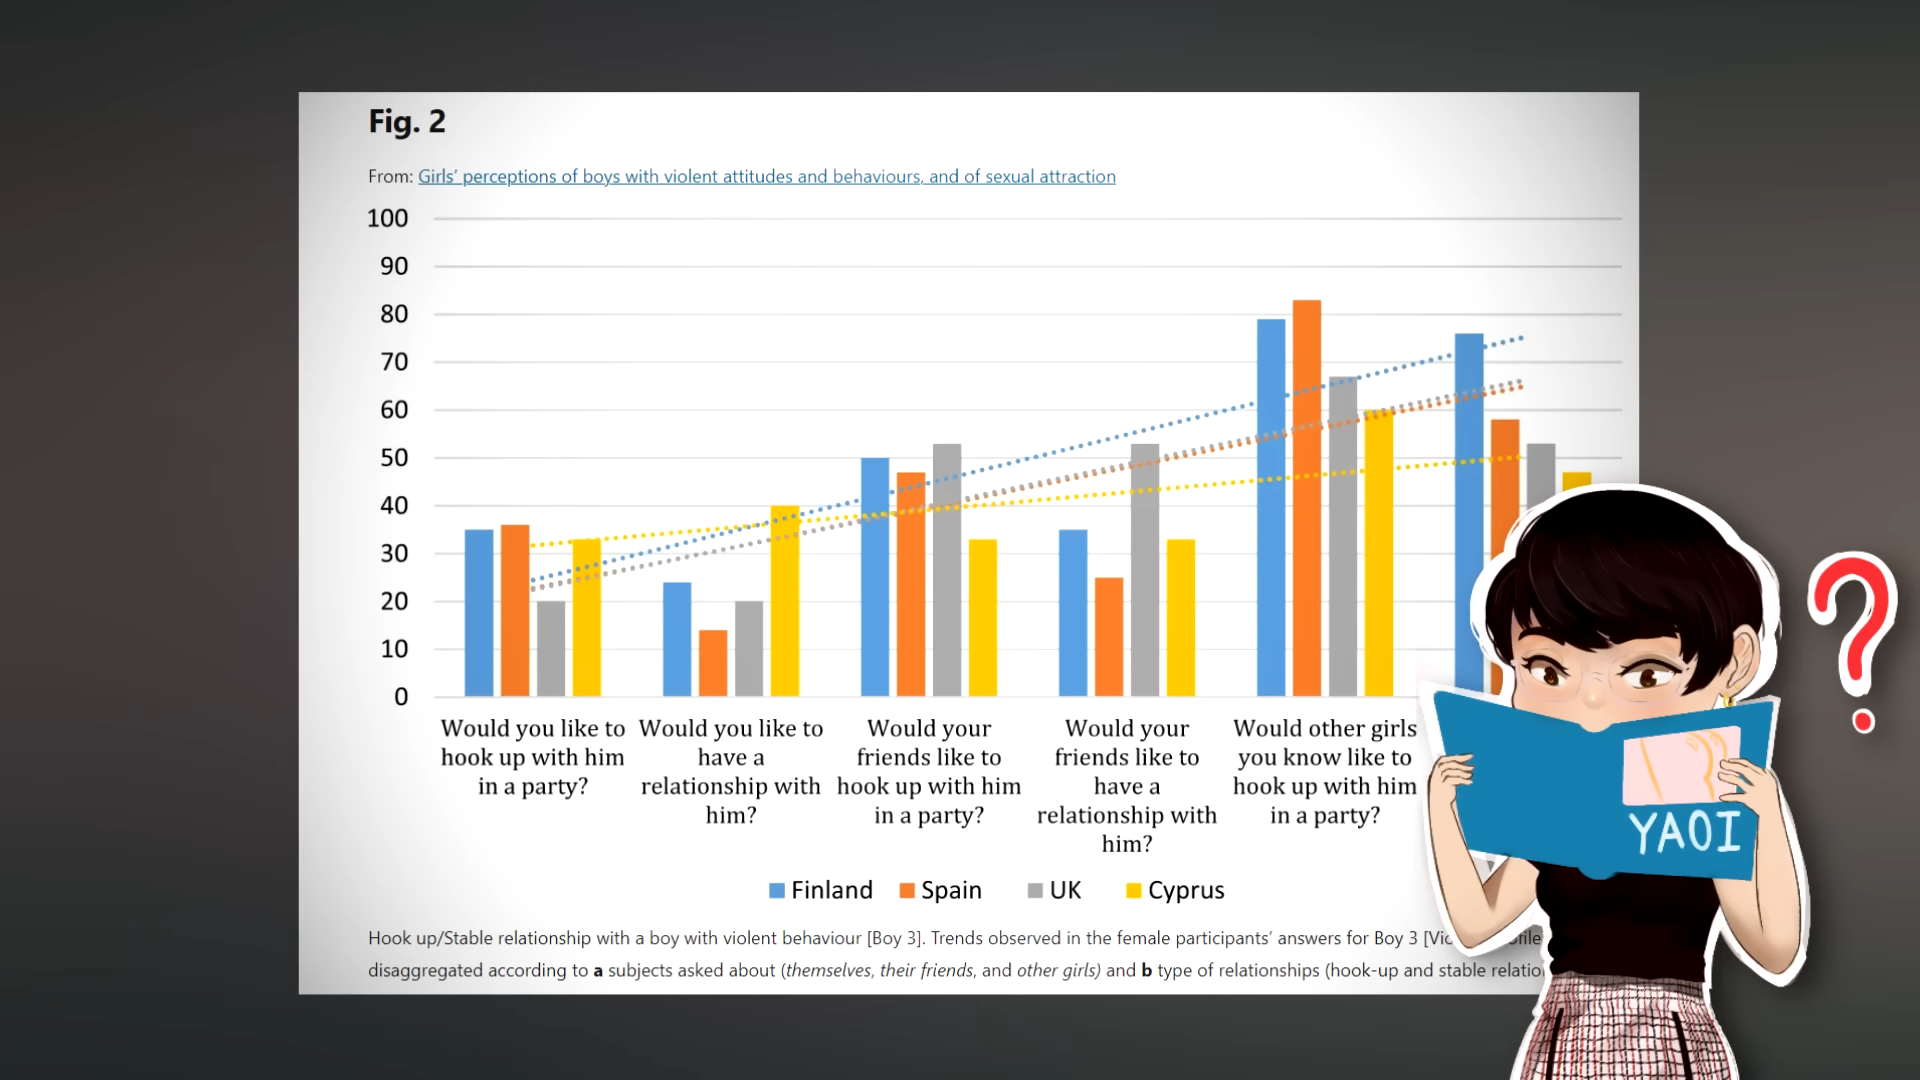 Fig. 2
From: Girls' perceptions of boys with violent attitudes and behaviours, and of sexual attraction
100
90
80
70
60
50
40
30
20
10
0
Would you like to
hook up with him
in a party?
Would you like to
have a
relationship with
him?
Would your
friends like to
hook up with him
in a party?
Would your
friends like to
have a
relationship with
him?
Would other girls
you know like to
hook up with him
in a party?
Finland Spain UK Cyprus
Hook up/Stable relationship with a boy with violent behaviour [Boy 3]. Trends observed in the female participants' answers for Boy 3
disaggregated according to a subjects asked about (themselves, their friends, and other girls) and b type of relationships (hook-up and stable
YAOI
?